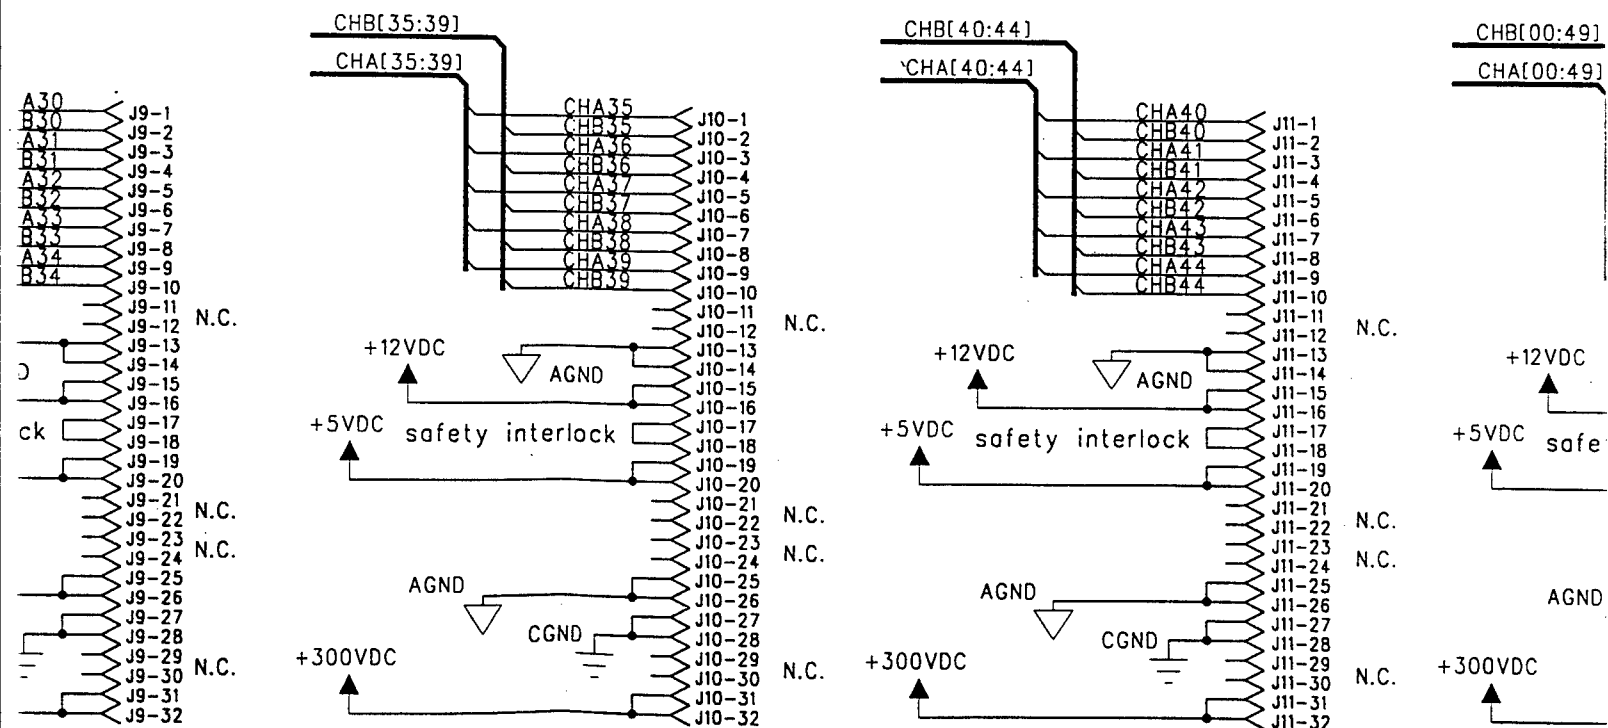 A30
B30
A31
B31
A32
B32
A33
B33
A34
B34
J9-1
J9-2
J9-3
J9-4
J9-5
J9-6
J9-7
J9-8
J9-9
J9-10
J9-11
J9-12
N.C.
J9-13
J9-14
J9-15
J9-16
ck
J9-17
J9-18
J9-19
J9-20
J9-21
J9-22
N.C.
J9-23
J9-24
N.C.
J9-25
J9-26
J9-27
J9-28
J9-29
J9-30
N.C.
J9-31
J9-32
CHB[35:39]
CHA[35:39]
CHA35
CHB35
CHA36
CHB36
CHA37
CHB37
CHA38
CHB38
CHA39
CHB39
J10-1
J10-2
J10-3
J10-4
J10-5
J10-6
J10-7
J10-8
J10-9
J10-10
J10-11
J10-12
N.C.
+12VDC
AGND
J10-13
J10-14
J10-15
J10-16
+5VDC
safety interlock
J10-17
J10-18
J10-19
J10-20
J10-21
J10-22
N.C.
J10-23
J10-24
N.C.
AGND
J10-25
J10-26
CGND
J10-27
J10-28
J10-29
J10-30
N.C.
+300VDC
J10-31
J10-32
CHB[40:44]
CHA[40:44]
CHA40
CHB40
CHA41
CHB41
CHA42
CHB42
CHA43
CHB43
CHA44
CHB44
J11-1
J11-2
J11-3
J11-4
J11-5
J11-6
J11-7
J11-8
J11-9
J11-10
J11-11
J11-12
N.C.
+12VDC
AGND
J11-13
J11-14
J11-15
J11-16
+5VDC
safety interlock
J11-17
J11-18
J11-19
J11-20
J11-21
J11-22
N.C.
J11-23
J11-24
N.C.
AGND
J11-25
J11-26
CGND
J11-27
J11-28
J11-29
J11-30
N.C.
+300VDC
J11-31
J11-32
CHB[00:49]
CHA[00:49]
+12VDC
+5VDC
safe
AGND
+300VDC